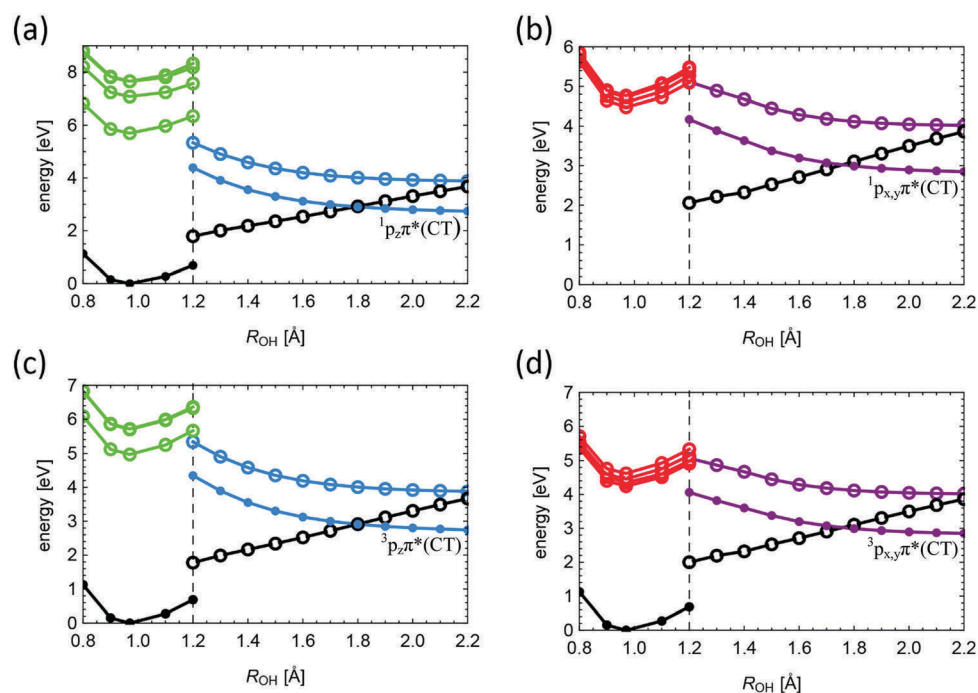 (a)
energy [eV]
8
6
4
2
0
¹p_zπ*(CT)
0.8 1.0 1.2 1.4 1.6 1.8 2.0 2.2
R_OH [Å]
(b)
energy [eV]
6
5
4
3
2
1
0
¹p_x,yπ*(CT)
0.8 1.0 1.2 1.4 1.6 1.8 2.0 2.2
R_OH [Å]
(c)
energy [eV]
7
6
5
4
3
2
1
0
³p_zπ*(CT)
0.8 1.0 1.2 1.4 1.6 1.8 2.0 2.2
R_OH [Å]
(d)
energy [eV]
7
6
5
4
3
2
1
0
³p_x,yπ*(CT)
0.8 1.0 1.2 1.4 1.6 1.8 2.0 2.2
R_OH [Å]